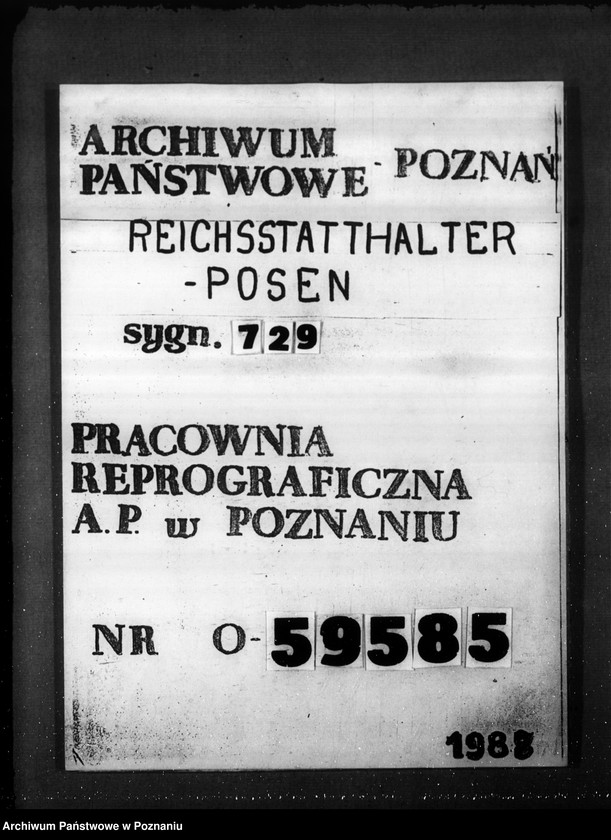 ARCHIWUM
PAŃSTWOWE - POZNAŃ
REICHSSTATTHALTER
-POSEN
sygn. 729
PRACOWNIA
REPROGRAFICZNA
A.P. w POZNANIU
NR O-59585
1988
Archiwum Państwowe w Poznaniu